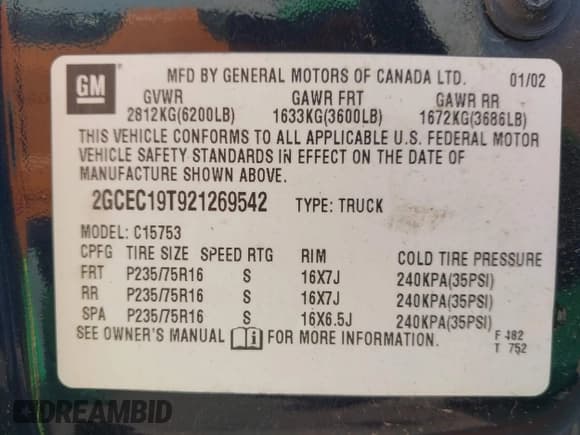 GM
MFD BY GENERAL MOTORS OF CANADA LTD. 01/02
GVWR GAWR FRT GAWR RR
2812KG(6200LB) 1633KG(3600LB) 1672KG(3686LB)
THIS VEHICLE CONFORMS TO ALL APPLICABLE U.S. FEDERAL MOTOR
VEHICLE SAFETY STANDARDS IN EFFECT ON THE DATE OF
MANUFACTURE SHOWN ABOVE.
2GCEC19T921269542 TYPE: TRUCK
MODEL: C15753
CPFG TIRE SIZE SPEED RTG RIM COLD TIRE PRESSURE
FRT P235/75R16 S 16X7J 240KPA(35PSI)
RR P235/75R16 S 16X7J 240KPA(35PSI)
SPA P235/75R16 S 16X6.5J 240KPA(35PSI)
SEE OWNER'S MANUAL i FOR MORE INFORMATION.
F 482
T 752
DREAMBID